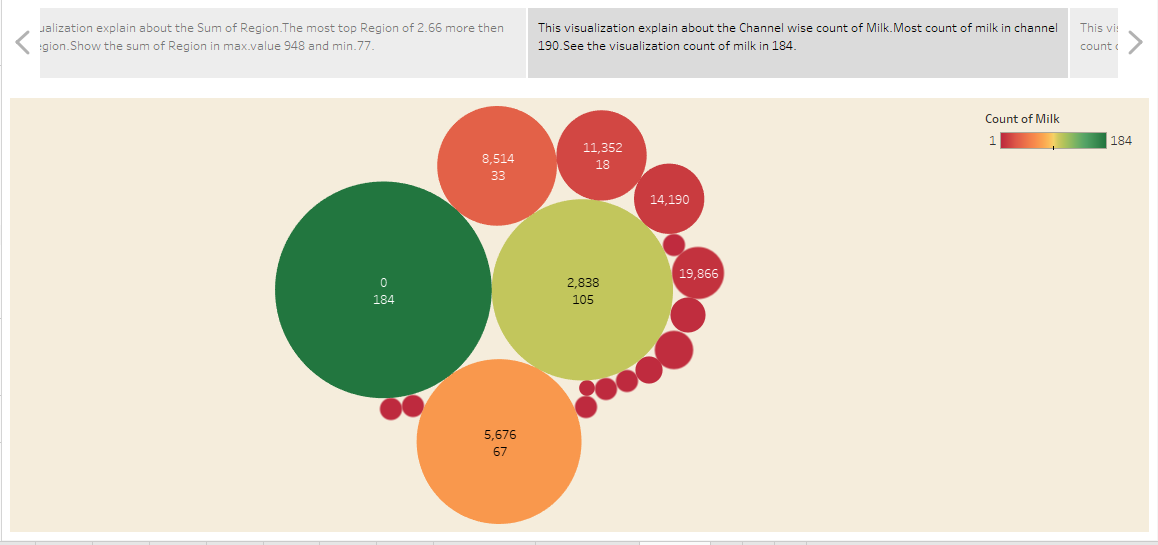 ualization explain about the Sum of Region.The most top Region of 2.66 more then
egion.Show the sum of Region in max.value 948 and min.77.
This visualization explain about the Channel wise count of Milk.Most count of milk in channel
190.See the visualization count of milk in 184.
This vis
count
Count of Milk
1 184
8,514
33
11,352
18
14,190
19,866
0
184
2,838
105
5,676
67